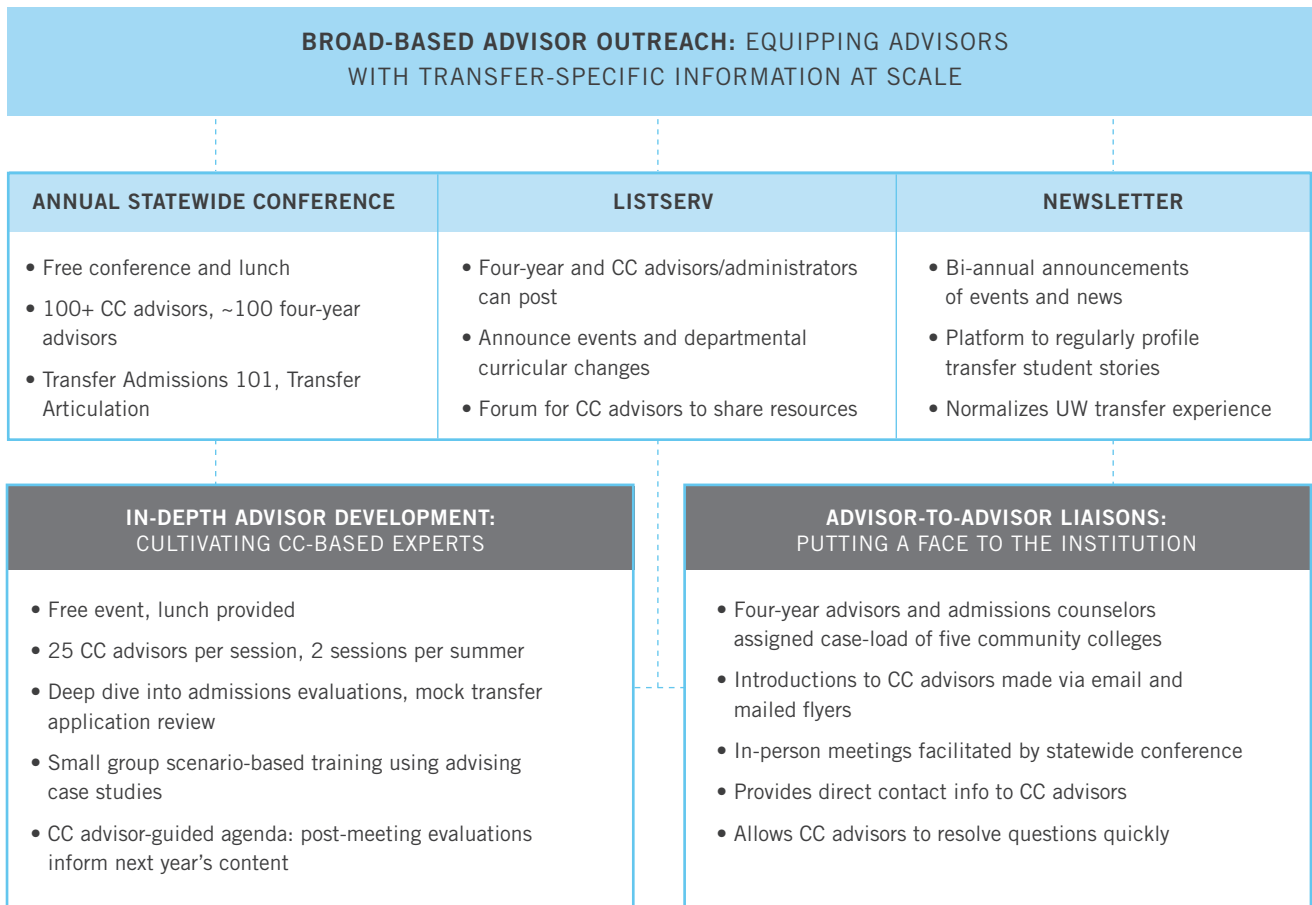 BROAD-BASED ADVISOR OUTREACH: EQUIPPING ADVISORS
WITH TRANSFER-SPECIFIC INFORMATION AT SCALE
ANNUAL STATEWIDE CONFERENCE
• Free conference and lunch
• 100+ CC advisors, ~100 four-year
advisors
• Transfer Admissions 101, Transfer
Articulation
LISTSERV
• Four-year and CC advisors/administrators
can post
• Announce events and departmental
curricular changes
• Forum for CC advisors to share resources
NEWSLETTER
• Bi-annual announcements
of events and news
• Platform to regularly profile
transfer student stories
• Normalizes UW transfer experience
IN-DEPTH ADVISOR DEVELOPMENT:
CULTIVATING CC-BASED EXPERTS
• Free event, lunch provided
• 25 CC advisors per session, 2 sessions per summer
• Deep dive into admissions evaluations, mock transfer
application review
• Small group scenario-based training using advising
case studies
• CC advisor-guided agenda: post-meeting evaluations
inform next year’s content
ADVISOR-TO-ADVISOR LIAISONS:
PUTTING A FACE TO THE INSTITUTION
• Four-year advisors and admissions counselors
assigned case-load of five community colleges
• Introductions to CC advisors made via email and
mailed flyers
• In-person meetings facilitated by statewide conference
• Provides direct contact info to CC advisors
• Allows CC advisors to resolve questions quickly